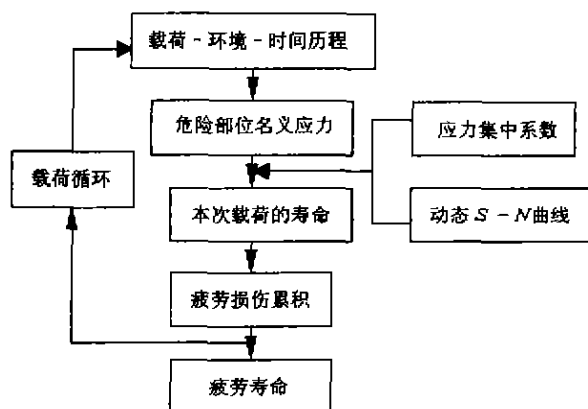 载荷-环境-时间历程
危险部位名义应力
应力集中系数
载荷循环
本次载荷的寿命
动态S-N曲线
疲劳损伤累积
疲劳寿命